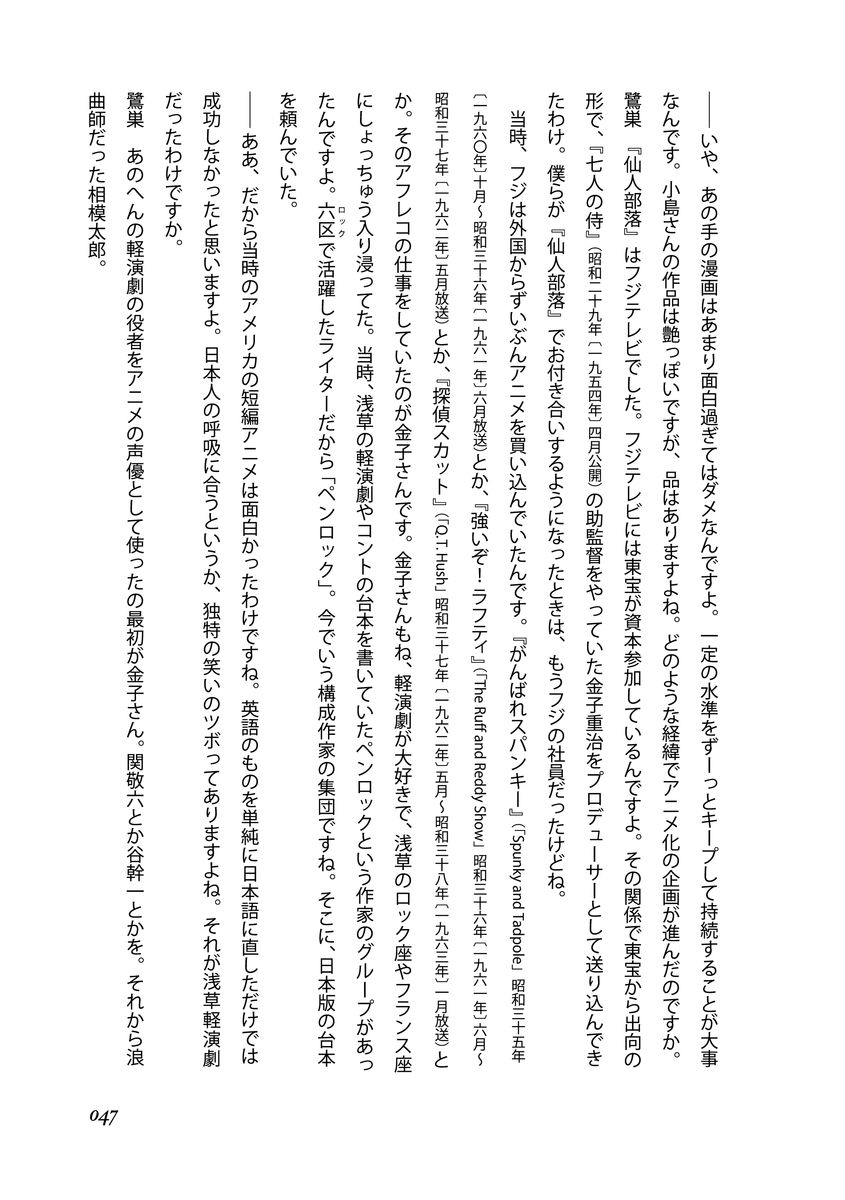 ―― いや、あの手の漫画はあまり面白過ぎてはダメなんですよ。一定の水準をずーっとキープして持続することが大事
なんです。小島さんの作品は艶っぽいですが、品はありますよね。どのような経緯でアニメ化の企画が進んだのですか。
鷺巣　『仙人部落』はフジテレビでした。フジテレビには東宝が資本参加しているんですよ。その関係で東宝から出向の
形で、『七人の侍』（昭和二十九年〔一九五四年〕四月公開）の助監督をやっていた金子重治をプロデューサーとして送り込んでき
たわけ。僕らが『仙人部落』でお付き合いするようになったときは、もうフジの社員だったけどね。
　当時、フジは外国からずいぶんアニメを買い込んでいたんです。『がんばれスパンキー』（「Spunky and Tadpole」昭和三十五年
〔一九六〇年〕十月～昭和三十六年〔一九六一年〕六月放送）とか、『強いぞ！ラフティ』（「The Ruff and Reddy Show」昭和三十六年〔一九六一年〕六月～
昭和三十七年〔一九六二年〕五月放送）とか、『探偵スカット』（「Q.T. Hush」昭和三十七年〔一九六二年〕五月～昭和三十八年〔一九六三年〕一月放送）と
か。そのアフレコの仕事をしていたのが金子さんです。金子さんもね、軽演劇が大好きで、浅草のロック座やフランス座
にしょっちゅう入り浸ってた。当時、浅草の軽演劇やコントの台本を書いていたペンロックという作家のグループがあっ
たんですよ。六区ロックで活躍したライターだから「ペンロック」。今でいう構成作家の集団ですね。そこに、日本版の台本
を頼んでいた。
―― ああ、だから当時のアメリカの短編アニメは面白かったわけですね。英語のものを単純に日本語に直しただけでは
成功しなかったと思いますよ。日本人の呼吸に合うというか、独特の笑いのツボってありますよね。それが浅草軽演劇
だったわけですか。
鷺巣　あのへんの軽演劇の役者をアニメの声優として使ったの最初が金子さん。関敬六とか谷幹一とかを。それから浪
曲師だった相模太郎。
047